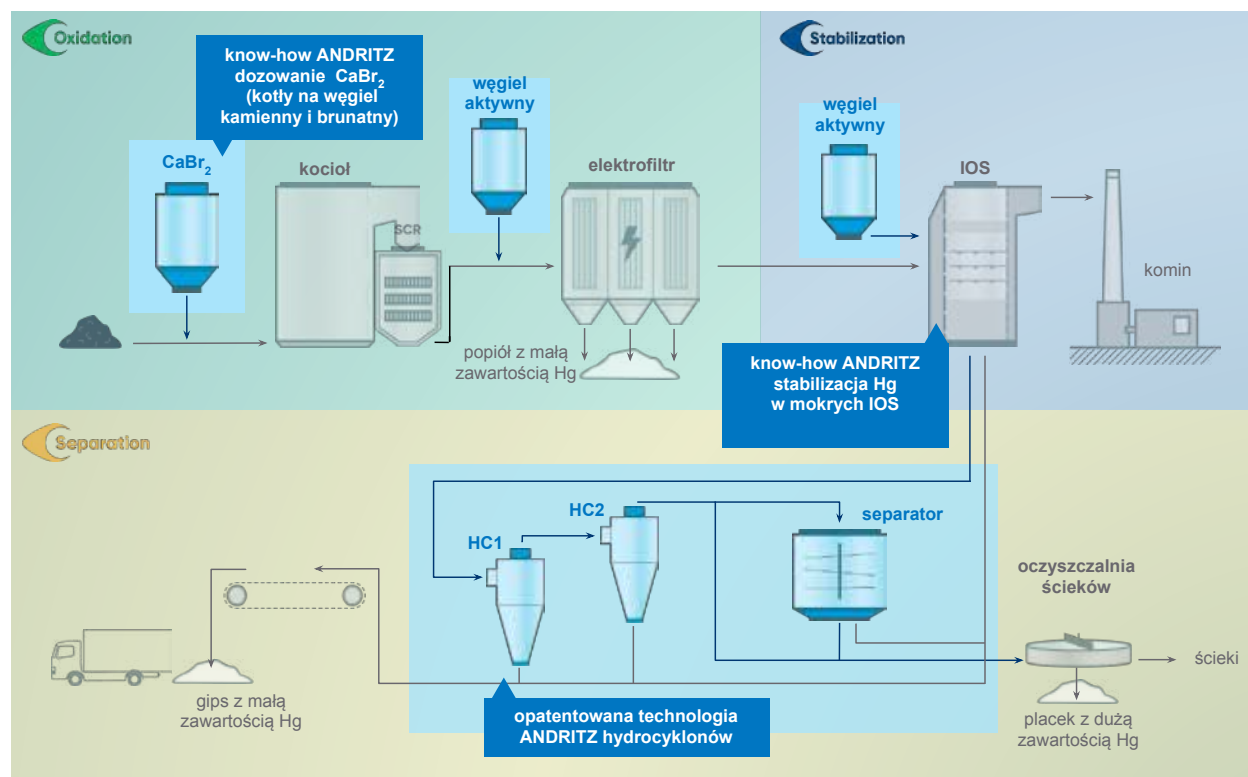 Oxidation
know-how ANDRITZ
dozowanie CaBr2
(kotły na węgiel
kamienny i brunatny)
węgiel
aktywny
CaBr2
kocioł
SCR
elektrofiltr
popiół z małą
zawartością Hg
Stabilization
węgiel
aktywny
IOS
komin
know-how ANDRITZ
stabilizacja Hg
w mokrych IOS
Separation
HC1
HC2
separator
oczyszczalnia
ścieków
ścieki
gips z małą
zawartością Hg
opatentowana technologia
ANDRITZ hydrocyklonów
placek z dużą
zawartością Hg